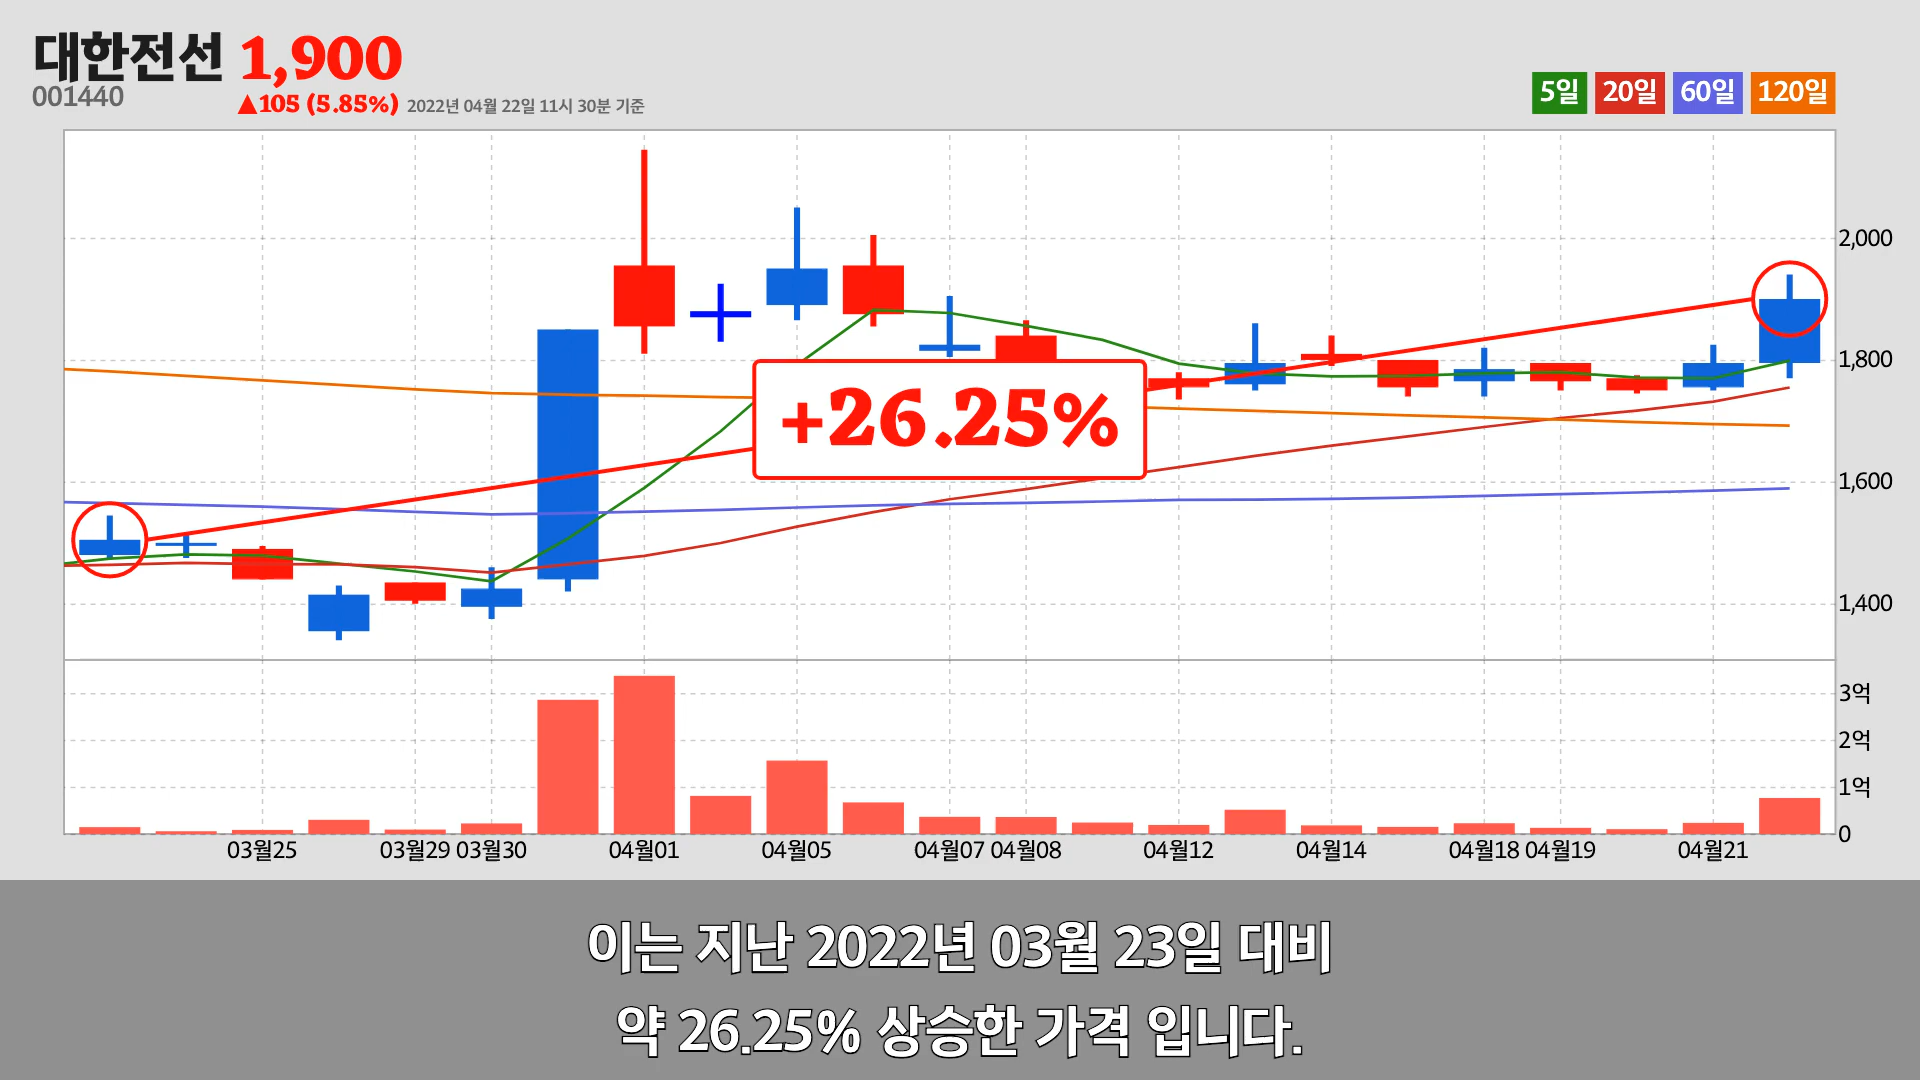 대한전선 1,900
001440
▲105 (5.85%) 2022년 04월 22일 11시 30분 기준
5일 20일 60일 120일
2,000
1,800
+26.25%
1,600
1,400
3억
2억
1억
0
03월25 03월29 03월30 04월01 04월05 04월07 04월08 04월12 04월14 04월18 04월19 04월21
이는 지난 2022년 03월 23일 대비
약 26.25% 상승한 가격 입니다.